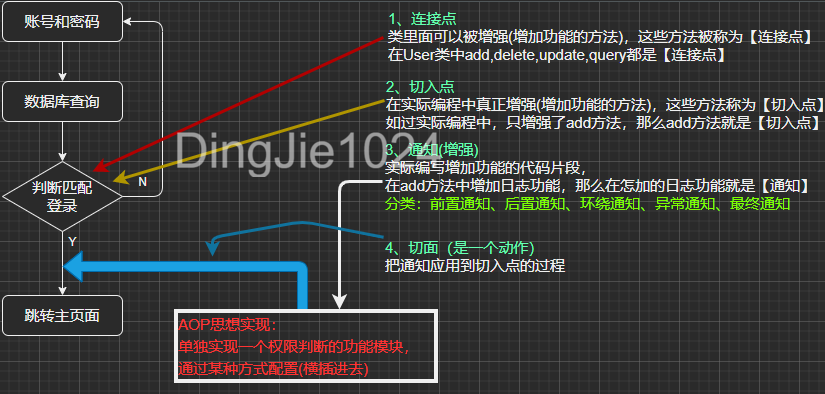 账号和密码
数据库查询
判断匹配
登录
N
Y
跳转主页面
1、连接点
类里面可以被增强(增加功能的方法)，这些方法被称为【连接点】
在User类中add,delete,update,query都是【连接点】
2、切入点
在实际编程中真正增强(增加功能的方法)，这些方法称为【切入点】
如过实际编程中，只增强了add方法，那么add方法就是【切入点】
DingJie1024
3、通知(增强)
实际编写增加功能的代码片段，
在add方法中增加日志功能，那么在怎加的日志功能就是【通知】
分类：前置通知、后置通知、环绕通知、异常通知、最终通知
4、切面（是一个动作）
把通知应用到切入点的过程
AOP思想实现：
单独实现一个权限判断的功能模块，
通过某种方式配置(横插进去)